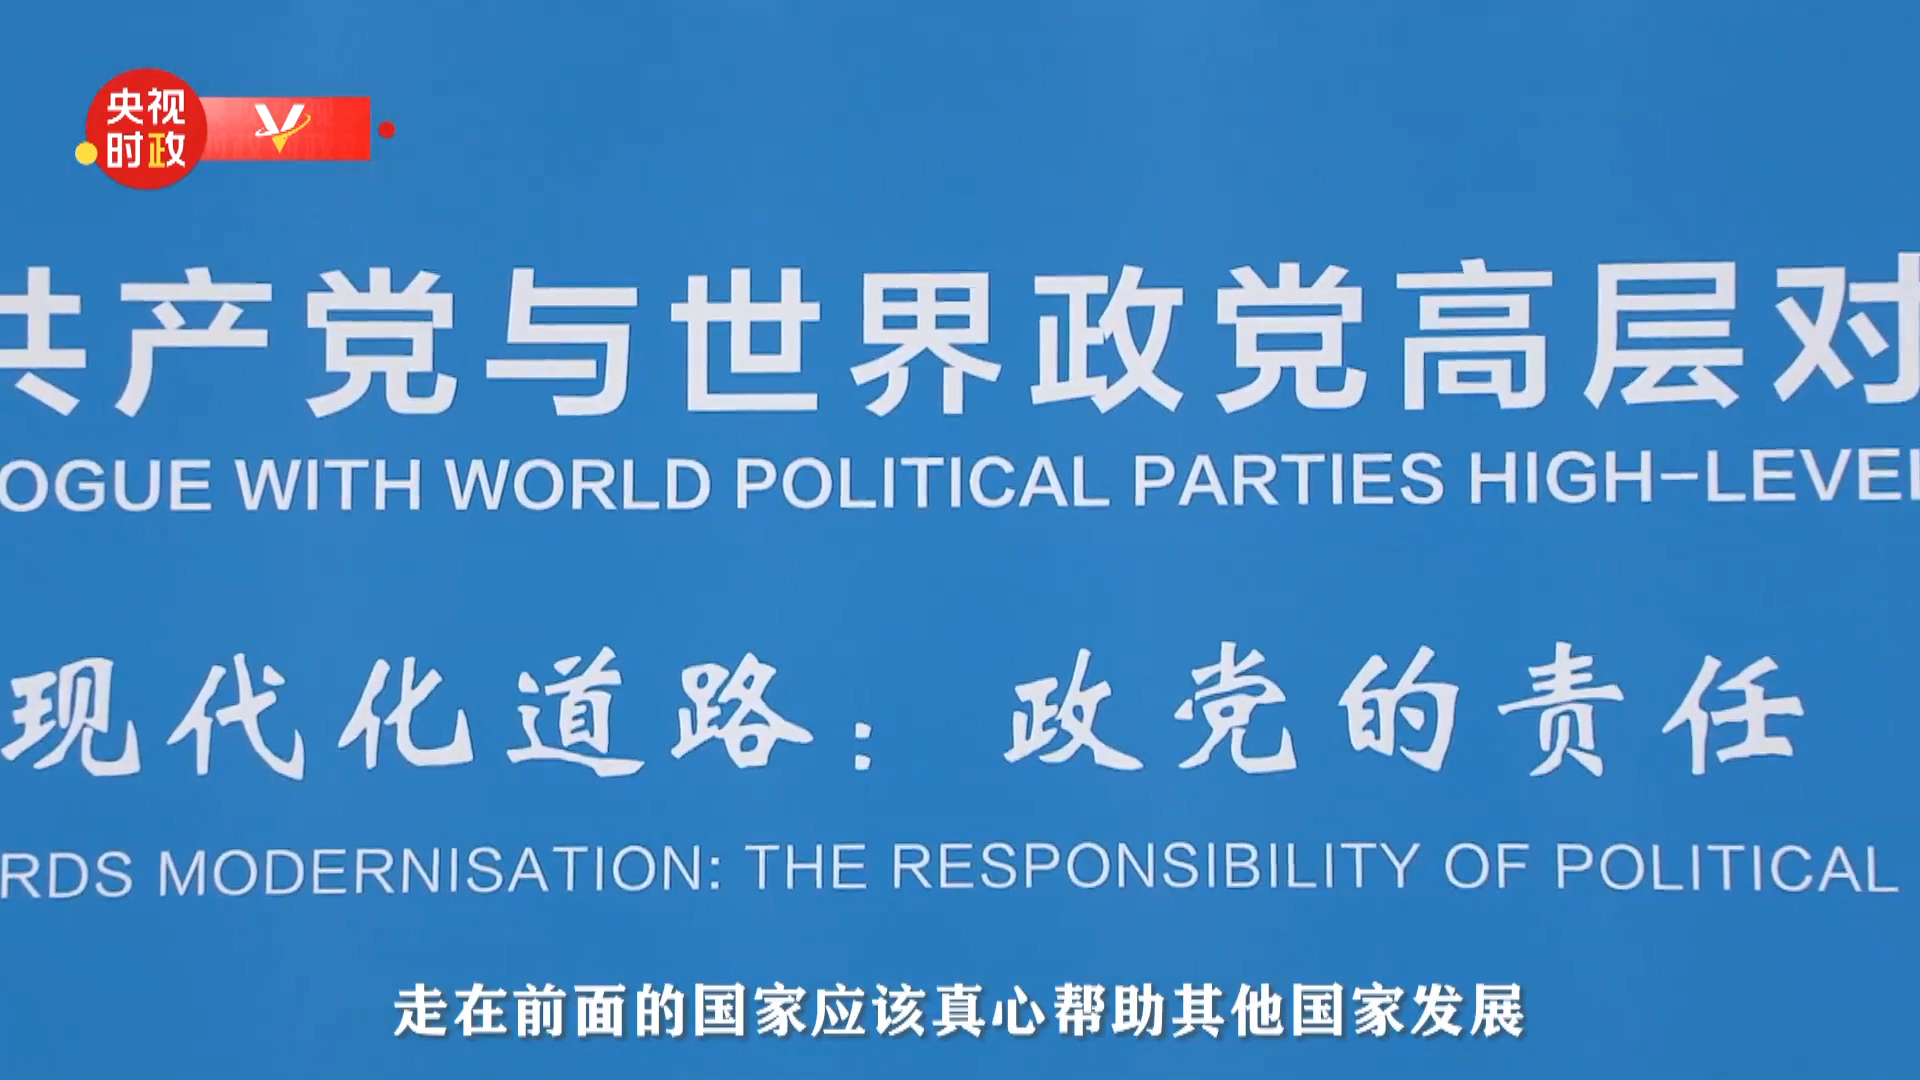 央视
时政
共产党与世界政党高层对
OGUE WITH WORLD POLITICAL PARTIES HIGH-LEVEL
现代化道路：政党的责任
RDS MODERNISATION: THE RESPONSIBILITY OF POLITICAL
走在前面的国家应该真心帮助其他国家发展